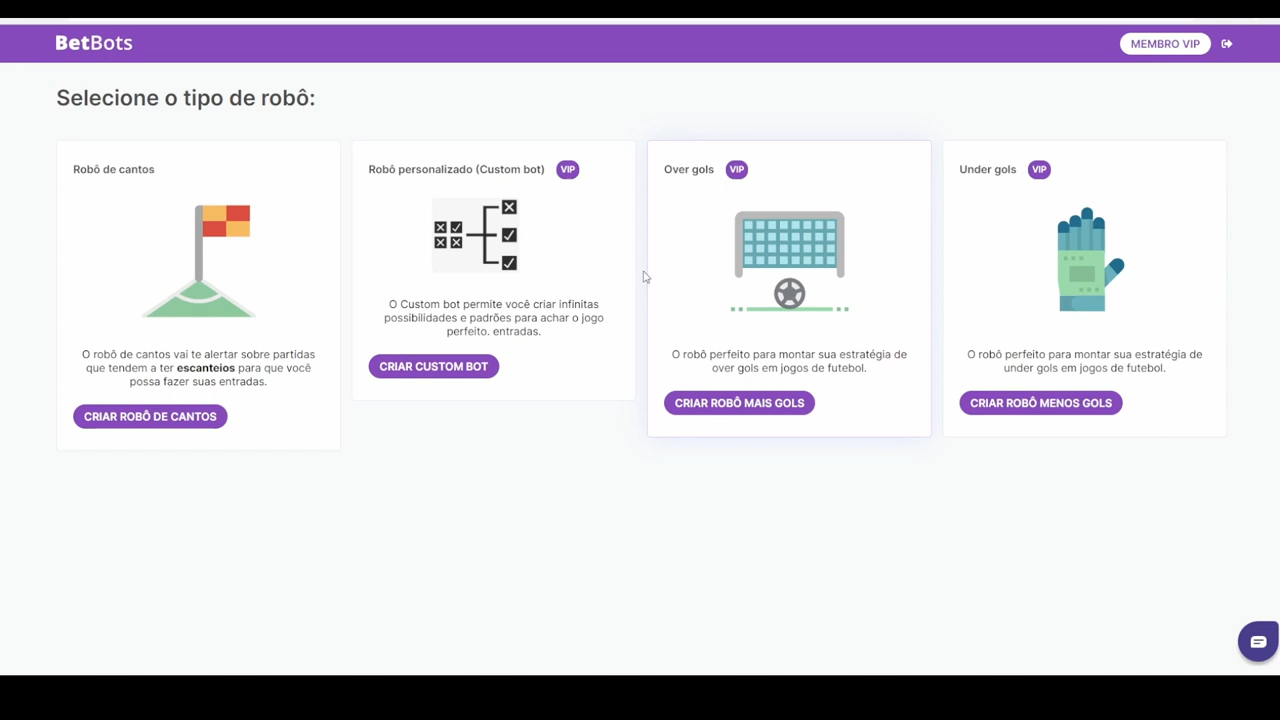 BetBots
MEMBRO VIP
Selecione o tipo de robô:
Robô de cantos
O robô de cantos vai te alertar sobre partidas
que tendem a ter escanteios para que você
possa fazer suas entradas.
CRIAR ROBÔ DE CANTOS
Robô personalizado (Custom bot) VIP
O Custom bot permite você criar infinitas
possibilidades e padrões para achar o jogo
perfeito. entradas.
CRIAR CUSTOM BOT
Over gols VIP
O robô perfeito para montar sua estratégia de
over gols em jogos de futebol.
CRIAR ROBÔ MAIS GOLS
Under gols VIP
O robô perfeito para montar sua estratégia de
under gols em jogos de futebol.
CRIAR ROBÔ MENOS GOLS